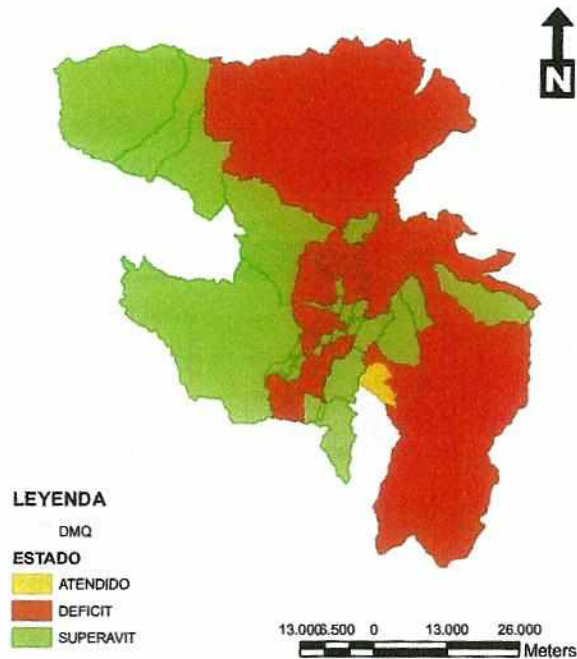 N
LEYENDA
DMQ
ESTADO
ATENDIDO
DEFICIT
SUPERAVIT
13.0006.500 0 13.000 26.000
Meters